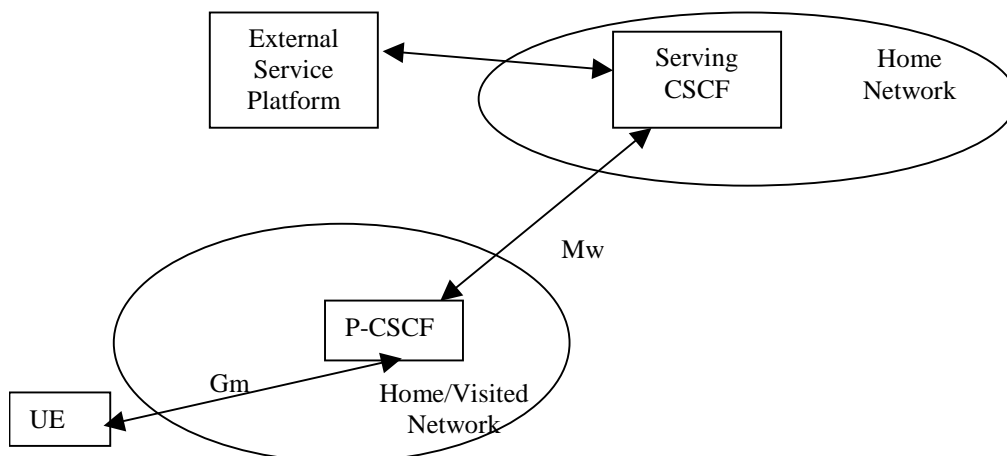 External
Service
Platform
Serving
CSCF
Home
Network
Mw
P-CSCF
Gm
Home/Visited
Network
UE